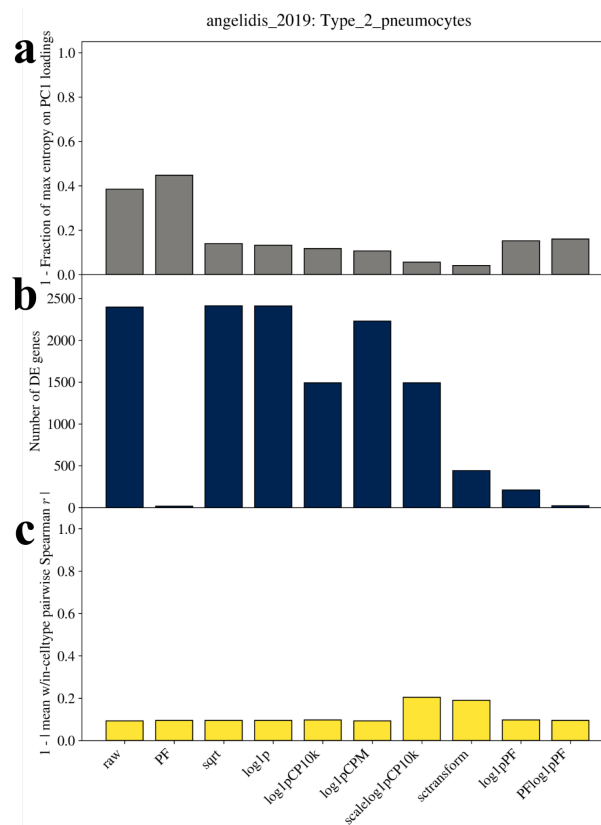 angelidis_2019: Type_2_pneumocytes
a
1 - Fraction of max entropy on PC1 loadings
1.0
0.8
0.6
0.4
0.2
0.0
b
Number of DE genes
2500
2000
1500
1000
500
0
c
1 - | mean w/in-celltype pairwise Spearman r |
1.0
0.8
0.6
0.4
0.2
0.0
raw
PF
sqrt
log1p
log1pCP10k
log1pCPM
scalelog1pCP10k
sctransform
log1pPF
PFlog1pPF